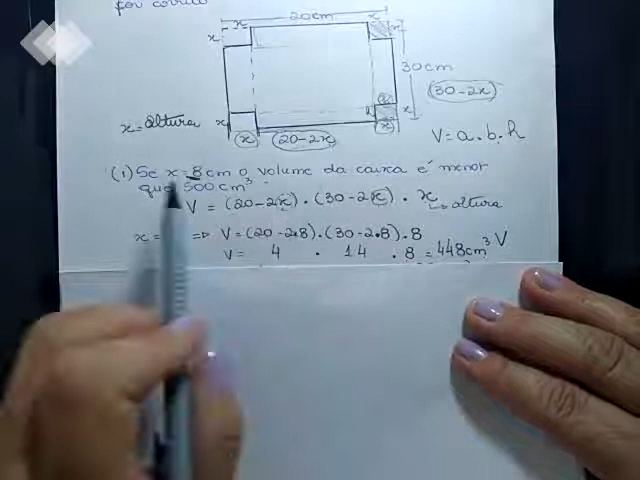 20cm
x
x
x
30cm
(30-2x)
x
x
x = altura
x
x
20-2x
V = a.b.h
(1) Se x = 8cm o volume da caixa é menor
que 500cm³.
V = (20-2x).(30-2x).x altura
x = => V = (20-2.8).(30-2.8).8
V = 4 . 14 . 8 = 448cm³ V